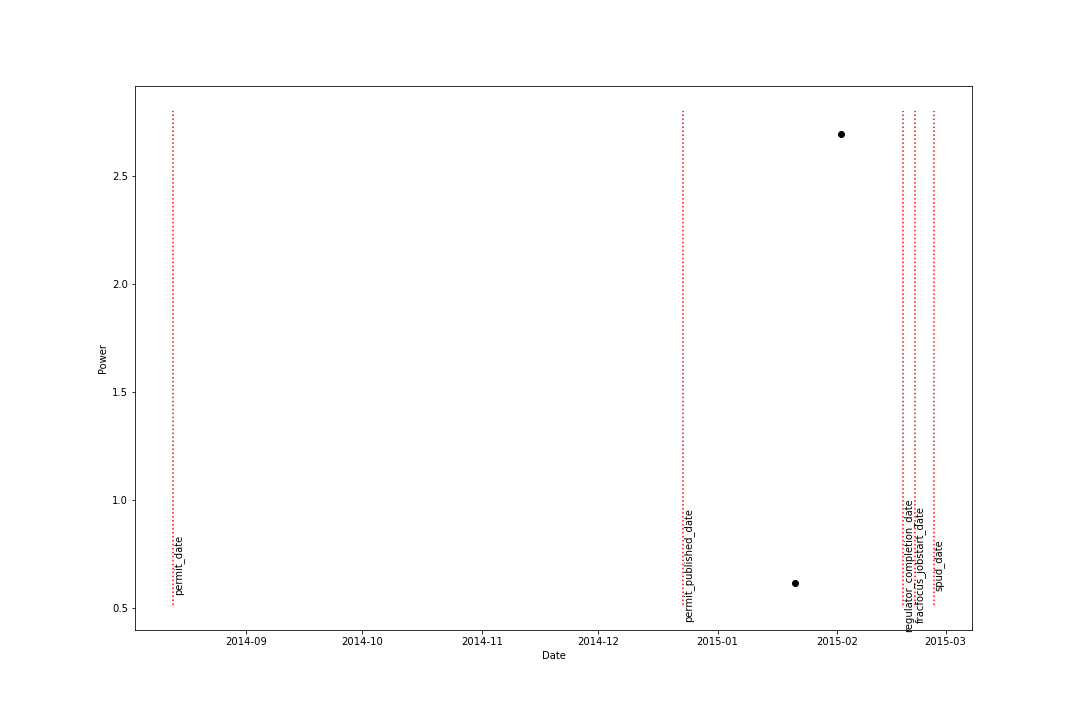 2.5
2.0
1.5
1.0
0.5
Power
permit_date
permit_published_date
regulator_completion_date
fracfocus_jobstart_date
spud_date
2014-09 2014-10 2014-11 2014-12 2015-01 2015-02 2015-03
Date